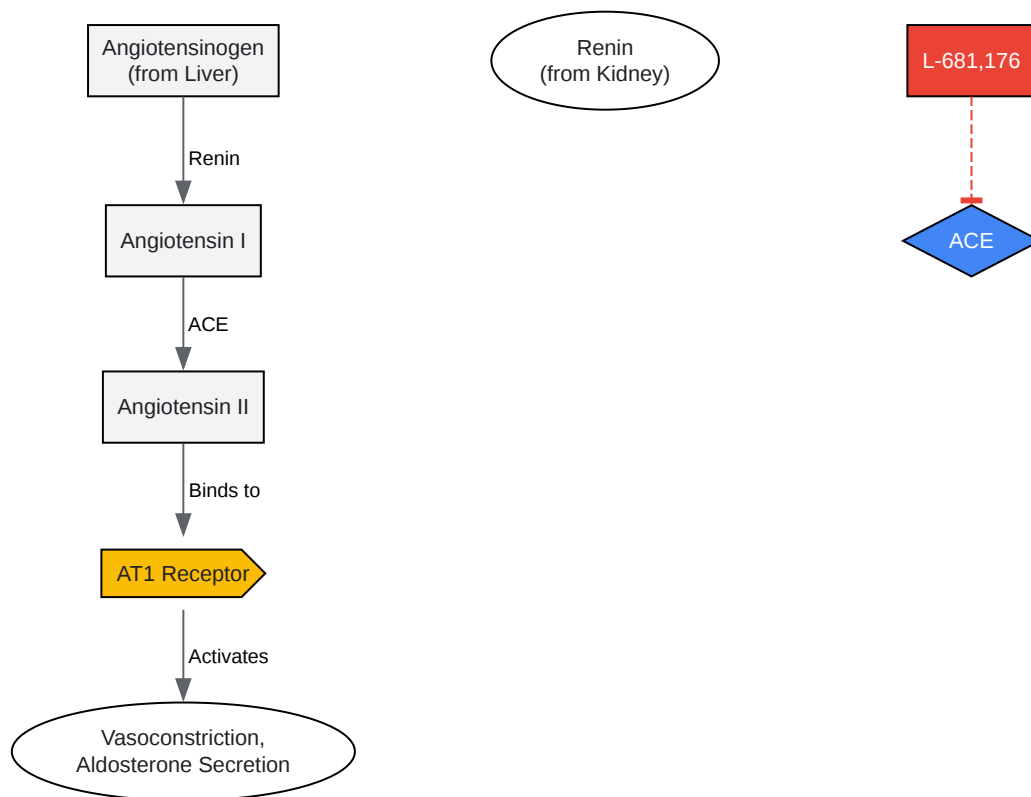 Angiotensinogen
(from Liver)
Renin
(from Kidney)
L-681,176
Renin
Angiotensin I
ACE
ACE
Angiotensin II
Binds to
AT1 Receptor
Activates
Vasoconstriction,
Aldosterone Secretion